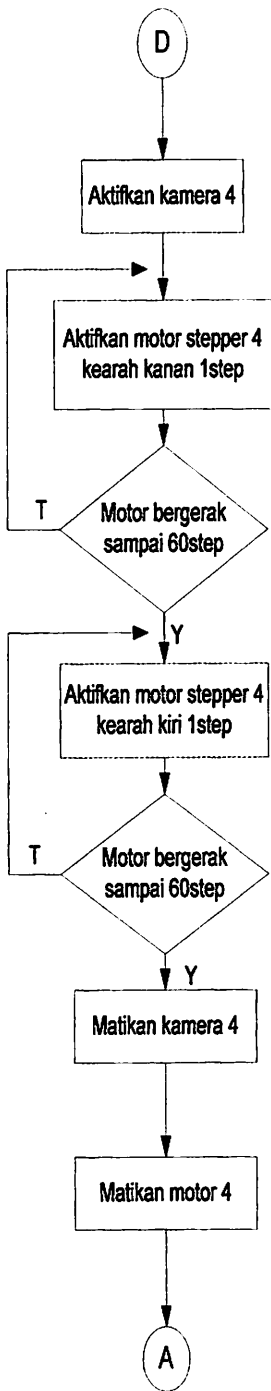 D
Aktifkan kamera 4
Aktifkan motor stepper 4
kearah kanan 1step
T
Motor bergerak
sampai 60step
Y
Aktifkan motor stepper 4
kearah kiri 1step
T
Motor bergerak
sampai 60step
Y
Matikan kamera 4
Matikan motor 4
A